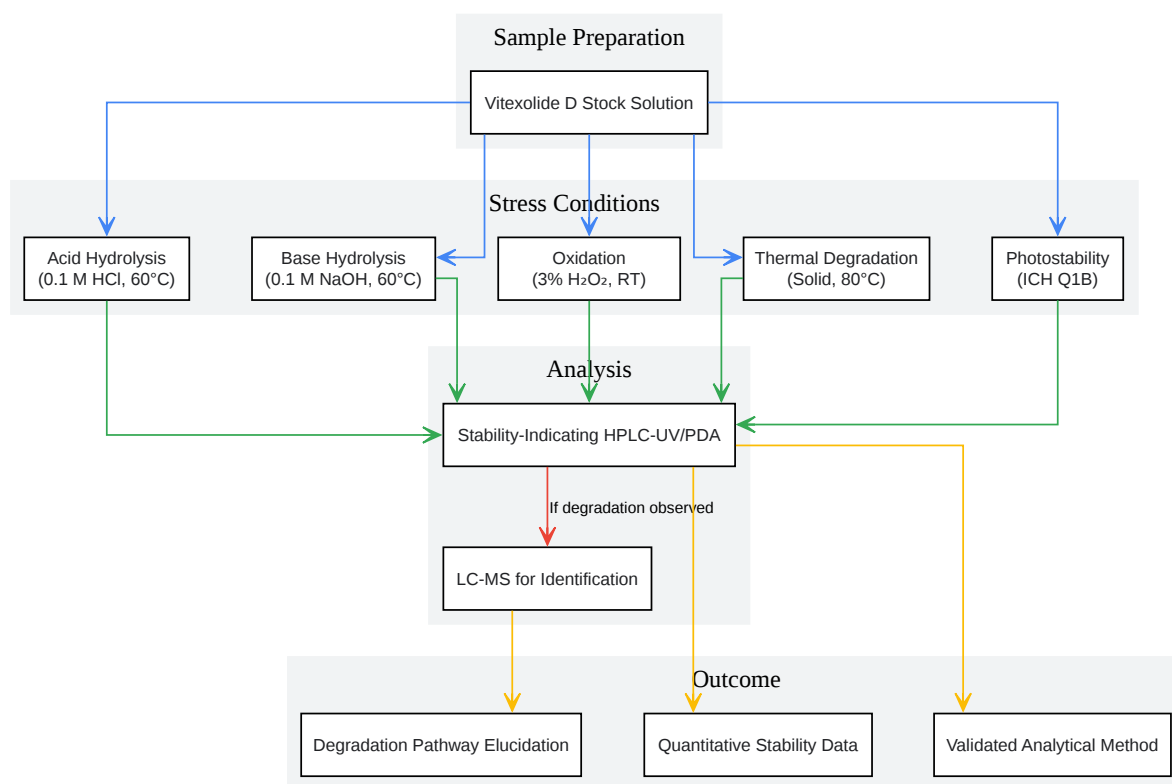 Sample Preparation
Vitexolide D Stock Solution
Stress Conditions
Acid Hydrolysis
(0.1 M HCl, 60°C)
Base Hydrolysis
(0.1 M NaOH, 60°C)
Oxidation
(3% H₂O₂, RT)
Thermal Degradation
(Solid, 80°C)
Photostability
(ICH Q1B)
Analysis
Stability-Indicating HPLC-UV/PDA
If degradation observed
LC-MS for Identification
Outcome
Degradation Pathway Elucidation
Quantitative Stability Data
Validated Analytical Method